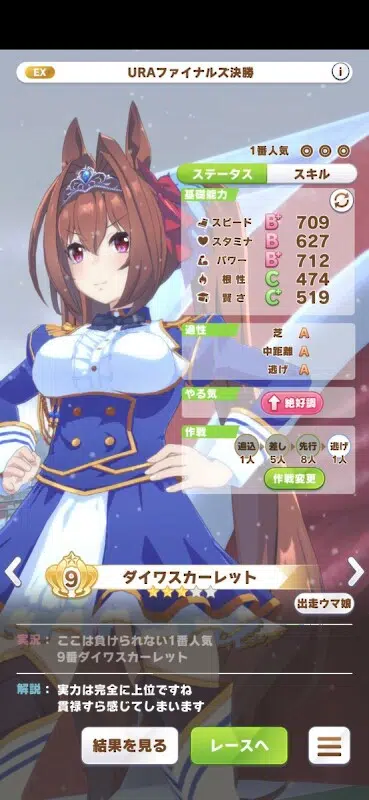 EX URAファイナルズ決勝 i
1番人気 ◎ ◎ ◎
ステータス スキル
基礎能力
スピード B+ 709
スタミナ B 627
パワー B+ 712
根性 C 474
賢さ C+ 519
適性
芝 A
中距離 A
逃げ A
やる気
絶好調
作戦
追込 差し 先行 逃げ
1人 5人 8人 1人
作戦変更
9 ダイワスカーレット
出走ウマ娘
実況： ここは負けられない1番人気
9番ダイワスカーレット
解説： 実力は完全に上位ですね
貫禄すら感じてしまいます
結果を見る レースへ